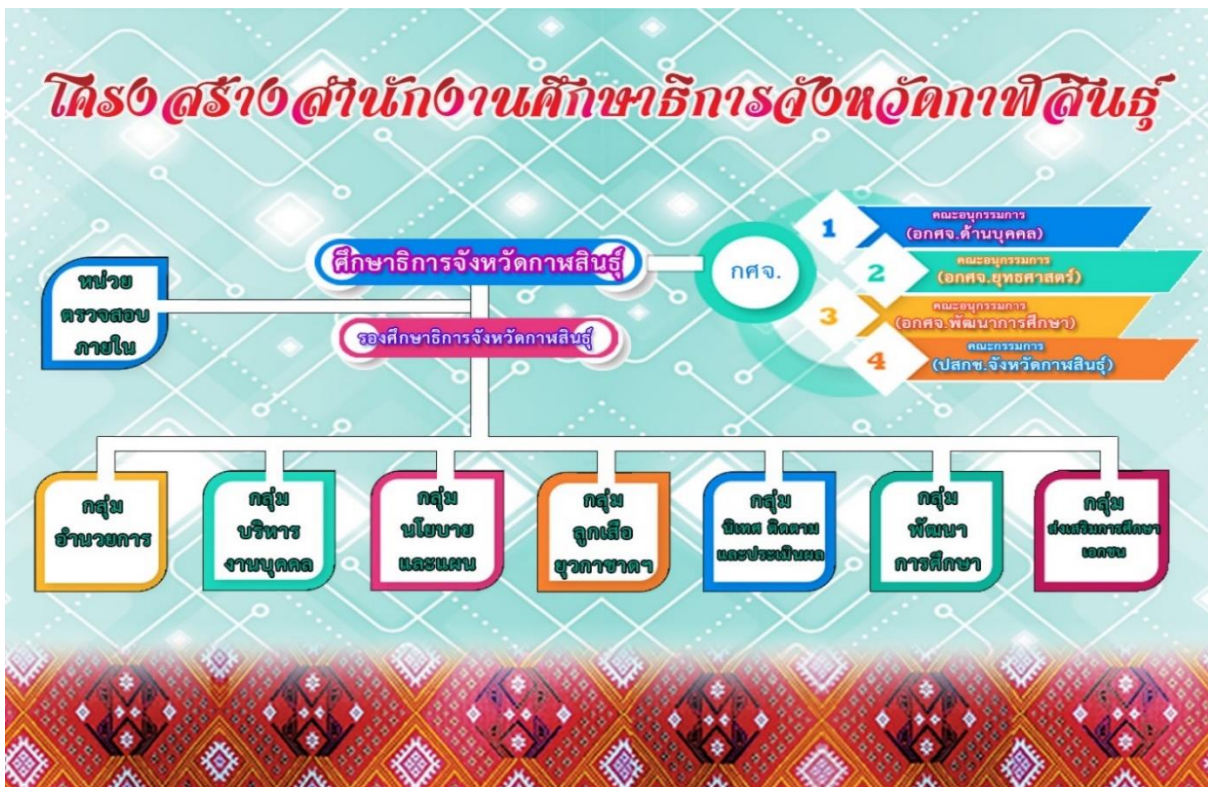 โครงสร้างสำนักงานศึกษาธิการจังหวัดกาฬสินธุ์
ศึกษาธิการจังหวัดกาฬสินธุ์
รองศึกษาธิการจังหวัดกาฬสินธุ์
หน่วย
ตรวจสอบ
ภายใน
กศจ.
1
คณะอนุกรรมการ
(อกศจ.ด้านบุคคล)
2
คณะอนุกรรมการ
(อกศจ.ยุทธศาสตร์)
3
คณะอนุกรรมการ
(อกศจ.พัฒนาการศึกษา)
4
คณะกรรมการ
(ปสกช.จังหวัดกาฬสินธุ์)
กลุ่ม
อำนวยการ
กลุ่ม
บริหาร
งานบุคคล
กลุ่ม
นโยบาย
และแผน
กลุ่ม
ลูกเสือ
ยุวกาชาดฯ
กลุ่ม
นิเทศ ติดตาม
และประเมินผล
กลุ่ม
พัฒนา
การศึกษา
กลุ่ม
ส่งเสริมการศึกษา
เอกชน